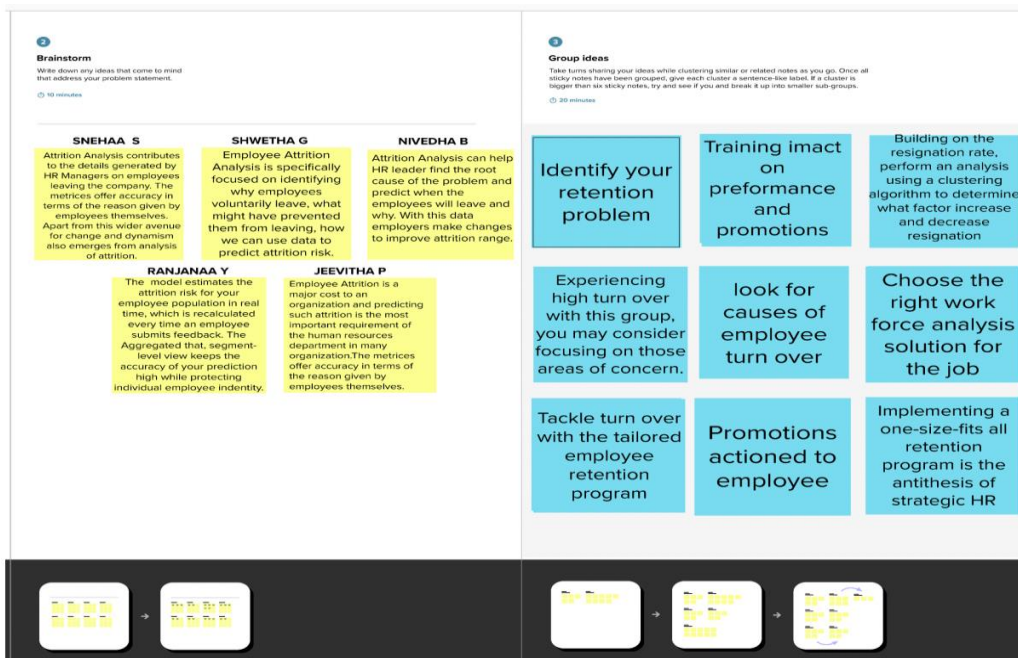 2
Brainstorm
Write down any ideas that come to mind
that address your problem statement.
10 minutes
SNEHAA S
Attrition Analysis contributes
to the details generated by
HR Managers on employees
leaving the company. The
metrices offer accuracy in
terms of the reason given by
employees themselves.
Apart from this wider avenue
for change and dynamism
also emerges from analysis
of attrition.
SHWETHA G
Employee Attrition
Analysis is specifically
focused on identifying
why employees
voluntarily leave, what
might have prevented
them from leaving, how
we can use data to
predict attrition risk.
NIVEDHA B
Attrition Analysis can help
HR leader find the root
cause of the problem and
predict when the
employees will leave and
why. With this data
employers make changes
to improve attrition range.
RANJANAA Y
The model estimates the
attrition risk for your
employee population in real
time, which is recalculated
every time an employee
submits feedback. The
Aggregated that, segment-
level view keeps the
accuracy of your prediction
high while protecting
individual employee indentity.
JEEVITHA P
Employee Attrition is a
major cost to an
organization and predicting
such attrition is the most
important requirement of
the human resources
department in many
organization.The metrices
offer accuracy in terms of
the reason given by
employees themselves.
3
Group ideas
Take turns sharing your ideas while clustering similar or related notes as you go. Once all
sticky notes have been grouped, give each cluster a sentence-like label. If a cluster is
bigger than six sticky notes, try and see if you and break it up into smaller sub-groups.
20 minutes
Identify your
retention
problem
Training imact
on
preformance
and
promotions
Building on the
resignation rate,
perform an analysis
using a clustering
algorithm to determine
what factor increase
and decrease
resignation
Experiencing
high turn over
with this group,
you may consider
focusing on those
areas of concern.
look for
causes of
employee
turn over
Choose the
right work
force analysis
solution for
the job
Tackle turn over
with the tailored
employee
retention
program
Promotions
actioned to
employee
Implementing a
one-size-fits all
retention
program is the
antithesis of
strategic HR